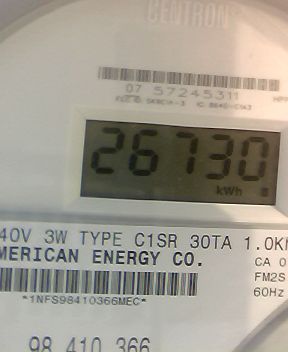 CENTRON
07 57245311
26730
kWh
40V 3W TYPE C1SR 30TA 1.0K
MERICAN ENERGY CO.
CA 0
FM2S
60Hz
*1NFS98410366MEC*
98 410 366